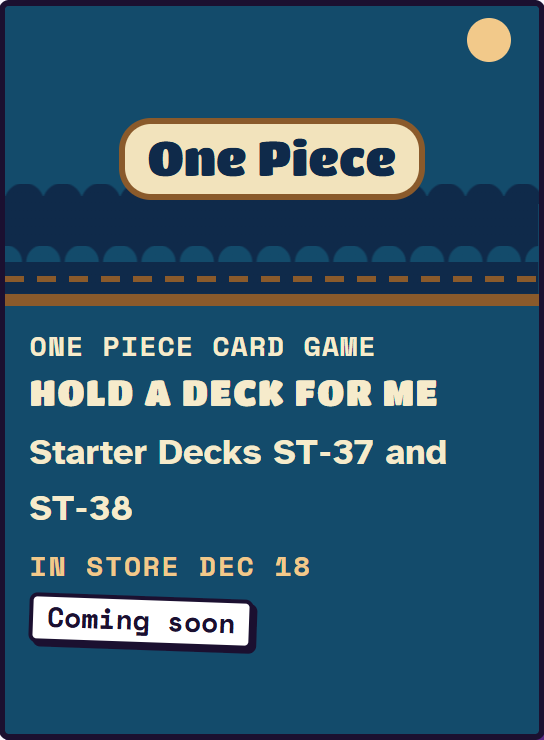 One Piece
ONE PIECE CARD GAME
HOLD A DECK FOR ME
Starter Decks ST-37 and
ST-38
IN STORE DEC 18
Coming soon